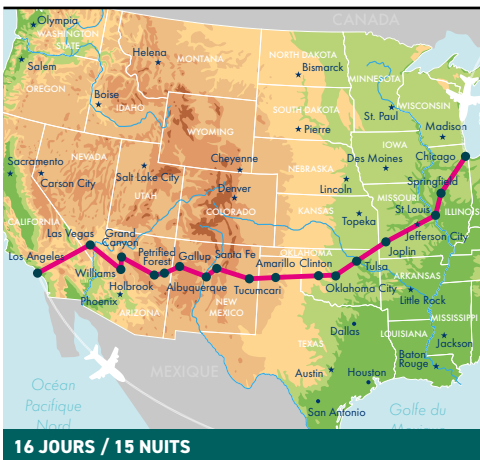 CANADA
Olympia
WASHINGTON
STATE
Salem
OREGON
Helena
MONTANA
Boise
IDAHO
NORTH DAKOTA
Bismarck
MINNESOTA
St. Paul
WISCONSIN
Madison
SOUTH DAKOTA
Pierre
WYOMING
Cheyenne
IOWA
Des Moines
Chicago
NEBRASKA
Lincoln
Springfield
Sacramento
NEVADA
Carson City
Salt Lake City
UTAH
Denver
COLORADO
KANSAS
Topeka
MISSOURI
St Louis
ILLINOIS
Jefferson City
CALIFORNIA
Las Vegas
Los Angeles
Grand
Canyon
Williams
Petrified
Forest
Holbrook
Gallup
Santa Fe
Albuquerque
Tucumcari
Amarillo
Clinton
OKLAHOMA
Oklahoma City
Tulsa
Joplin
Phoenix
ARIZONA
NEW
MEXICO
ARKANSAS
Little Rock
MISSISSIPPI
Jackson
LOUISIANA
Baton
Rouge
Dallas
TEXAS
Austin
Houston
San Antonio
MEXIQUE
Océan
Pacifique
Nord
Golfe du
Mexique
16 JOURS / 15 NUITS